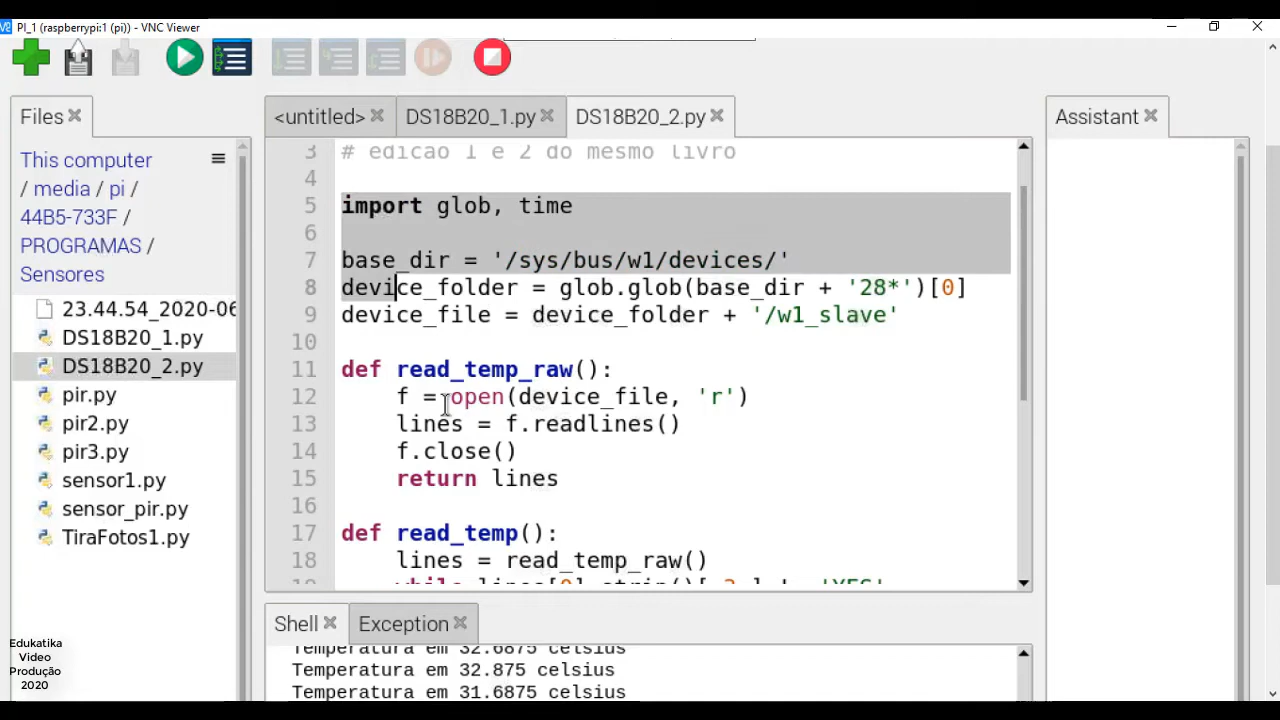 PI_1 (raspberrypi:1 (pi)) - VNC Viewer
Files
<untitled>
DS18B20_1.py
DS18B20_2.py
Assistant
This computer
/ media / pi /
44B5-733F /
PROGRAMAS /
Sensores
23.44.54_2020-06
DS18B20_1.py
DS18B20_2.py
pir.py
pir2.py
pir3.py
sensor1.py
sensor_pir.py
TiraFotos1.py
3 # edicao 1 e 2 do mesmo livro
4
5 import glob, time
6
7 base_dir = '/sys/bus/w1/devices/'
8 device_folder = glob.glob(base_dir + '28*')[0]
9 device_file = device_folder + '/w1_slave'
10
11 def read_temp_raw():
12 f = open(device_file, 'r')
13 lines = f.readlines()
14 f.close()
15 return lines
16
17 def read_temp():
18 lines = read_temp_raw()
Shell
Exception
Temperatura em 32.6875 celsius
Temperatura em 32.875 celsius
Temperatura em 31.6875 celsius
Edukatika
Video
Produção
2020